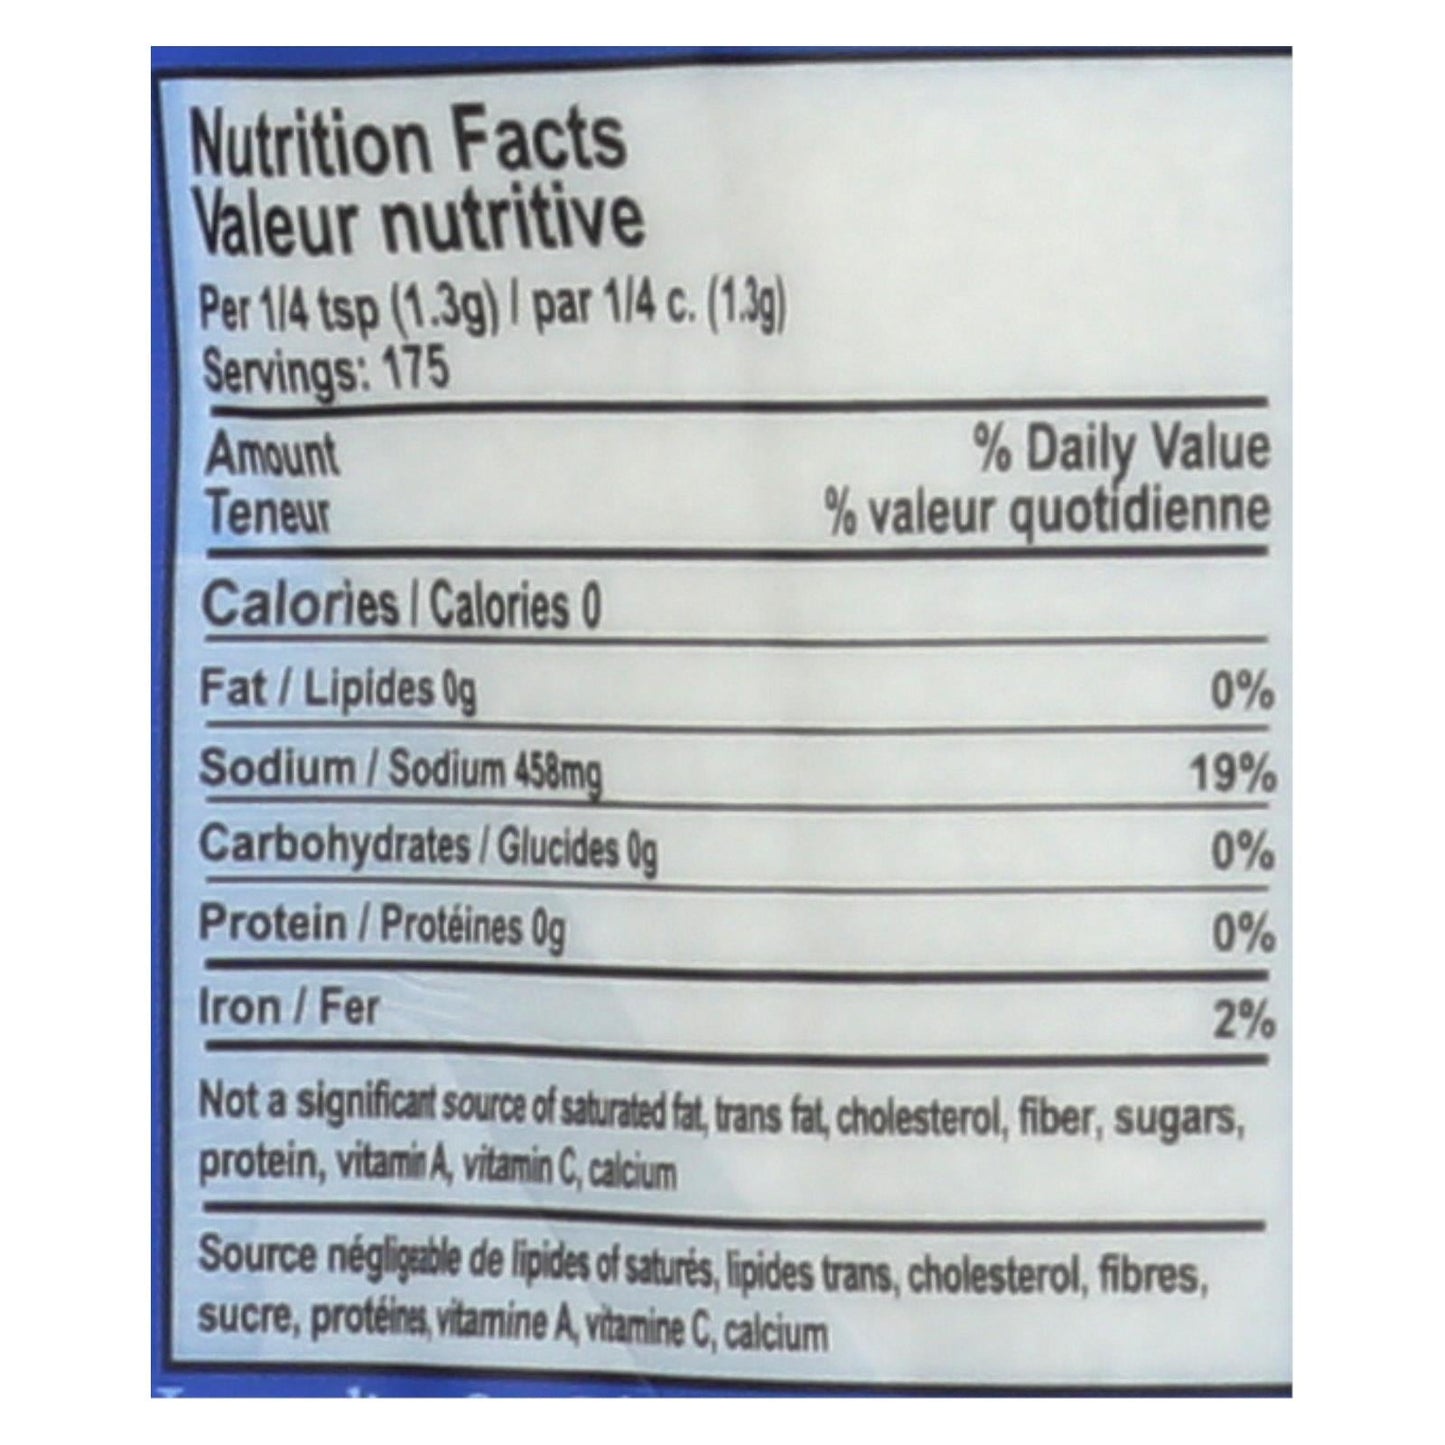 Nutrition Facts
Valeur nutritive
Per 1/4 tsp (1.3g) / par 1/4 c. (1.3g)
Servings: 175
Amount % Daily Value
Teneur % valeur quotidienne
Calories / Calories 0
Fat / Lipides 0g 0%
Sodium / Sodium 458mg 19%
Carbohydrates / Glucides 0g 0%
Protein / Protéines 0g 0%
Iron / Fer 2%
Not a significant source of saturated fat, trans fat, cholesterol, fiber, sugars,
protein, vitamin A, vitamin C, calcium
Source négligeable de lipides of saturés, lipides trans, cholesterol, fibres,
sucre, protéines, vitamine A, vitamine C, calcium